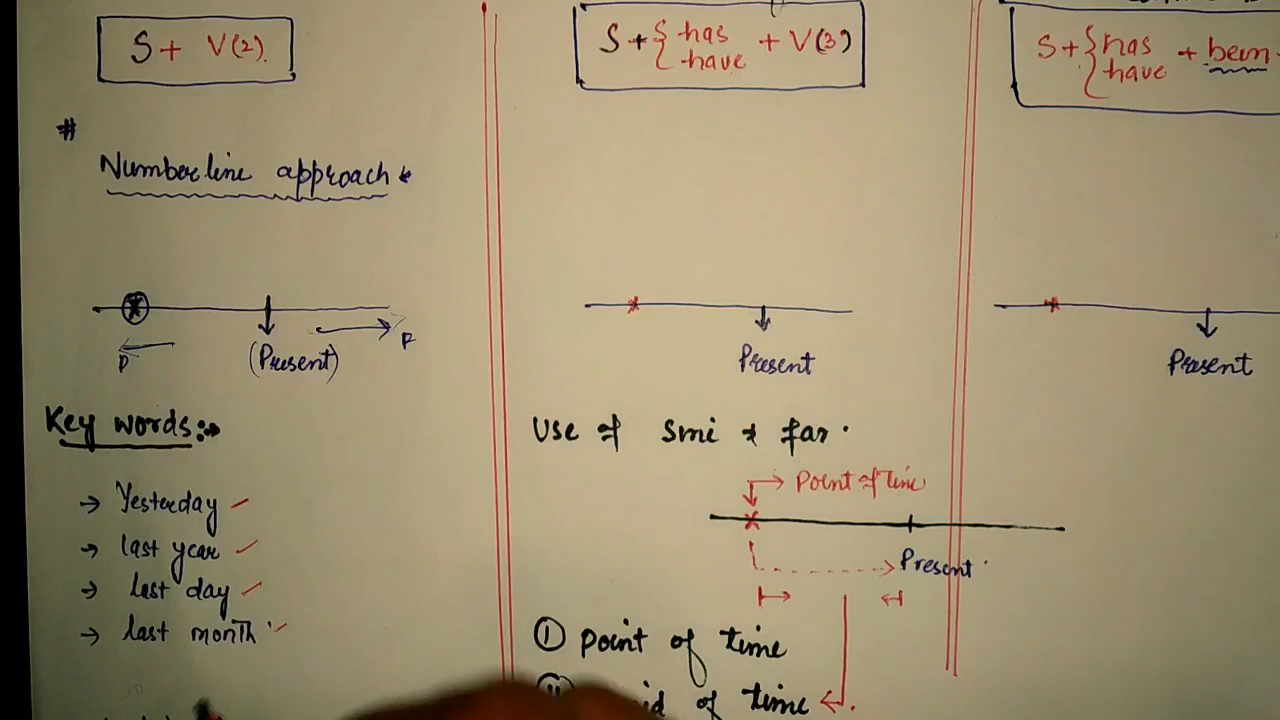 S + V(2).
#
Numberline approach
P
(Present)
F
Key words:→
→ Yesterday
→ last year
→ last day
→ last month
S + { has
have + V(3)
Present
Use of sinc & for.
→ Point of time
Present
① point of time
of time
S + { has
have + been
Present